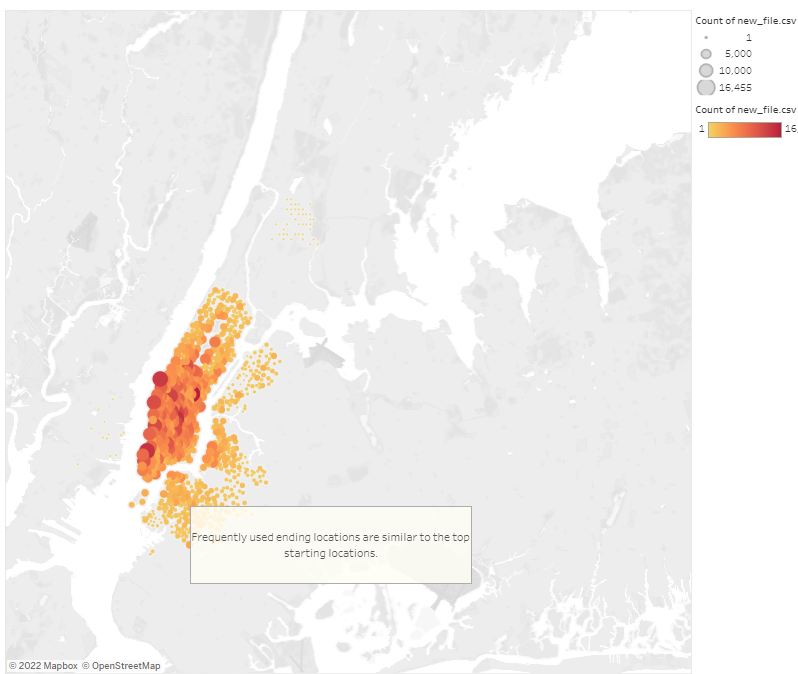 Count of new_file.csv
1
5,000
10,000
16,455
Count of new_file.csv
1 16,
Frequently used ending locations are similar to the top
starting locations.
© 2022 Mapbox © OpenStreetMap